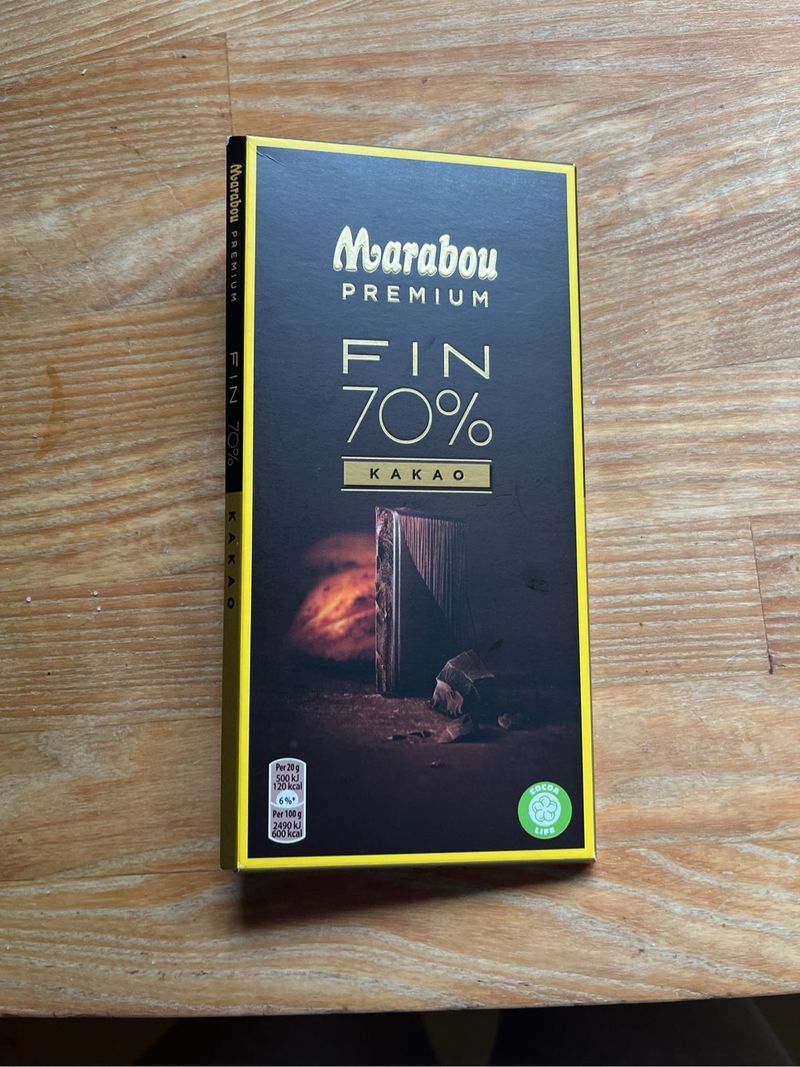 Marabou
PREMIUM
FIN
70%
KAKAO
Marabou PREMIUM FIN 70% KAKAO
Per 20 g
500 kJ
120 kcal
6%*
Per 100 g
2490 kJ
600 kcal
COCOA
LIFE